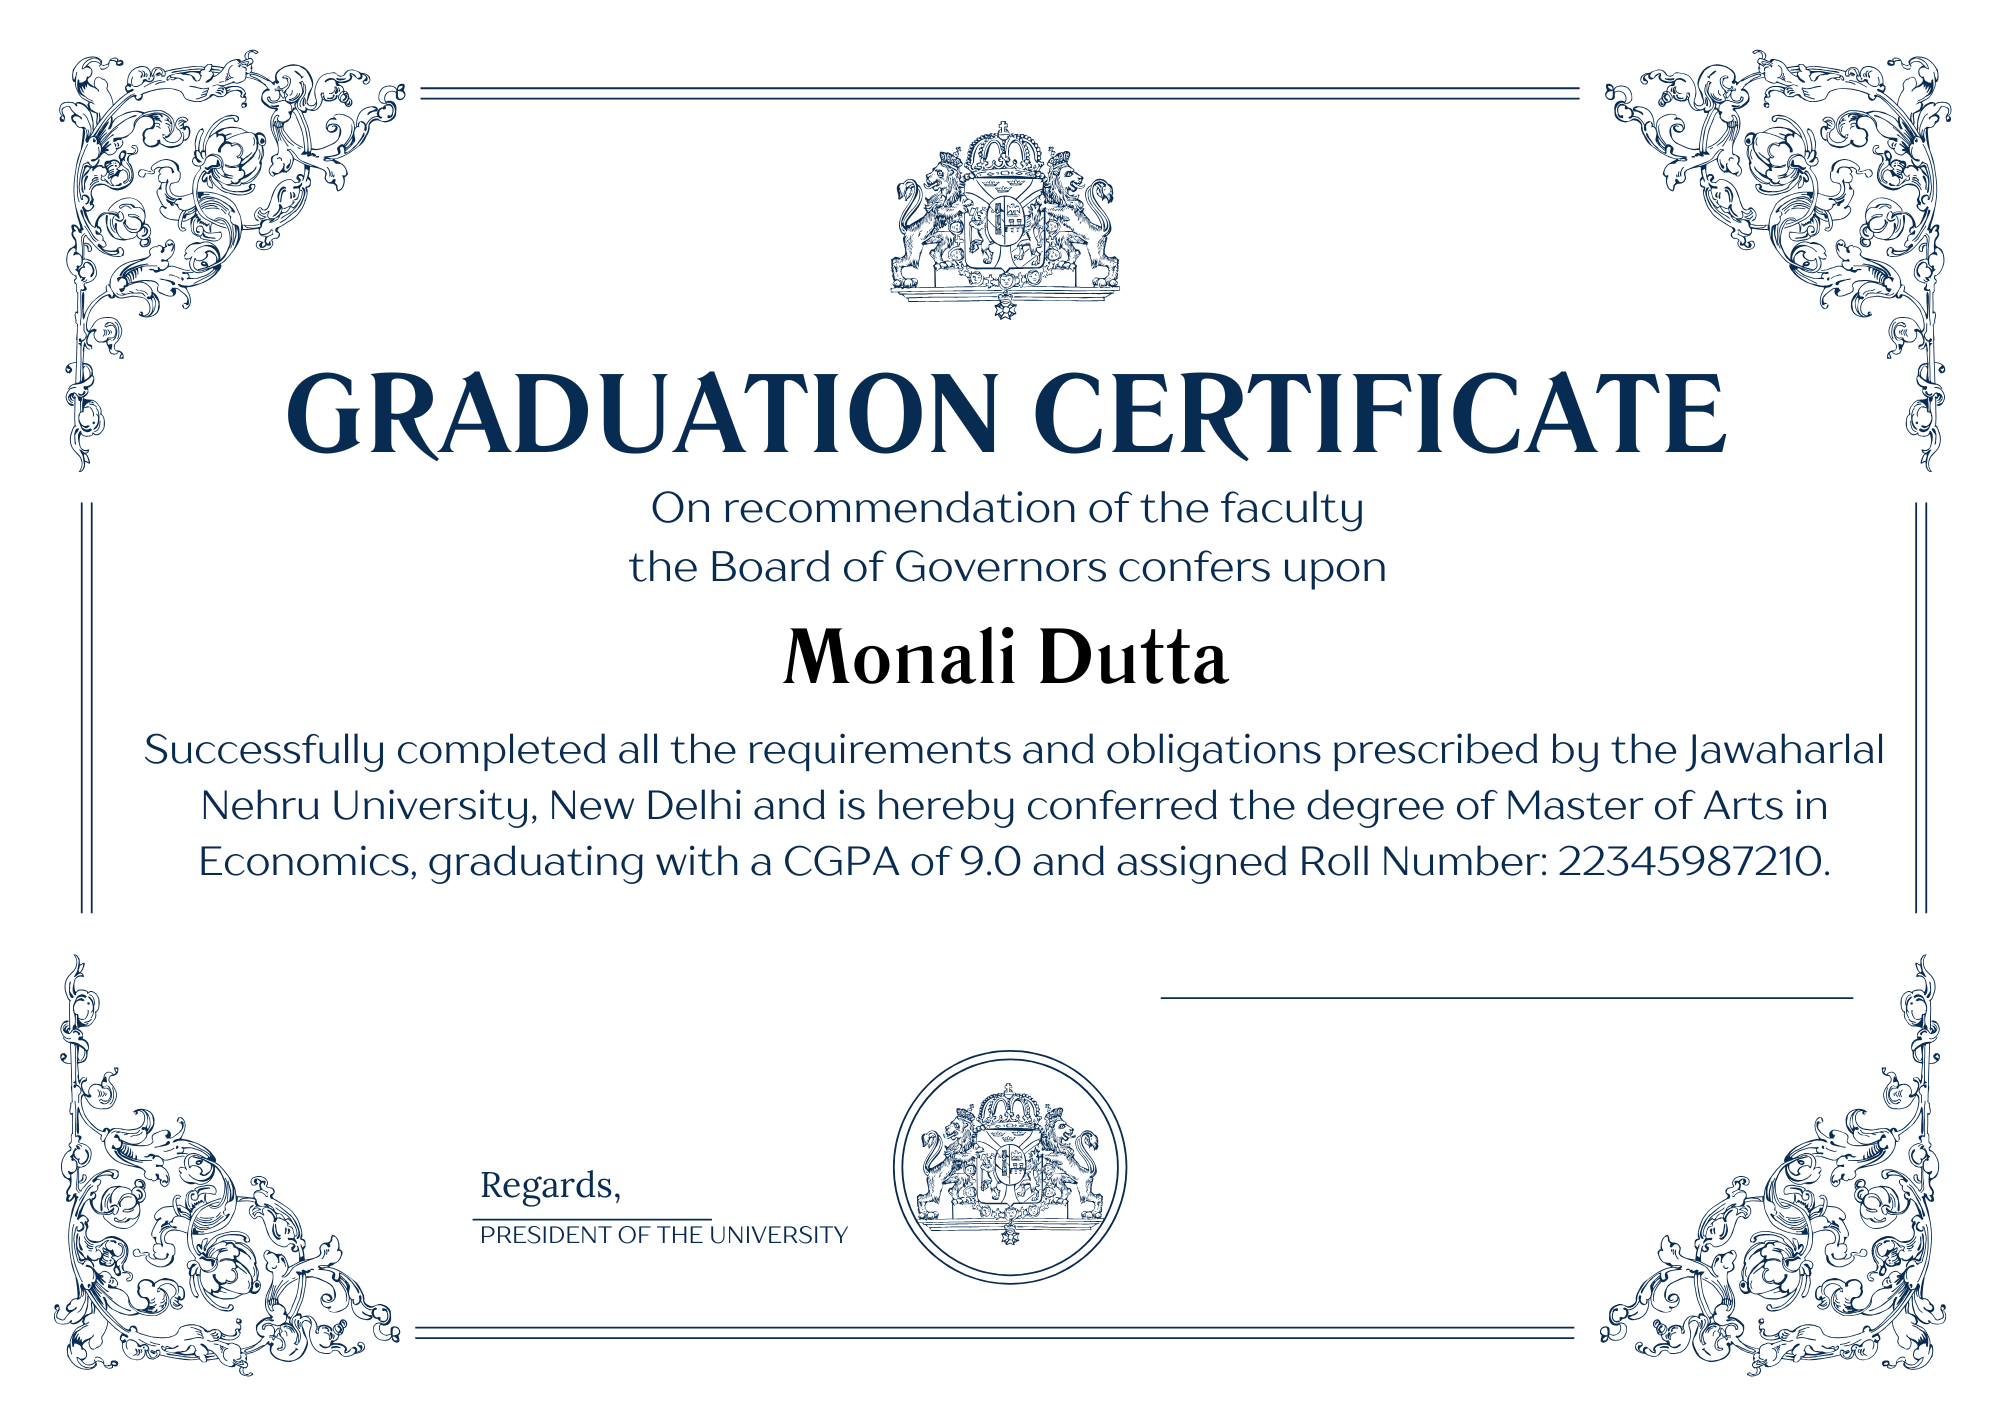 GRADUATION CERTIFICATE
On recommendation of the faculty
the Board of Governors confers upon
Monali Dutta
Successfully completed all the requirements and obligations prescribed by the Jawaharlal
Nehru University, New Delhi and is hereby conferred the degree of Master of Arts in
Economics, graduating with a CGPA of 9.0 and assigned Roll Number: 22345987210.
Regards,
PRESIDENT OF THE UNIVERSITY